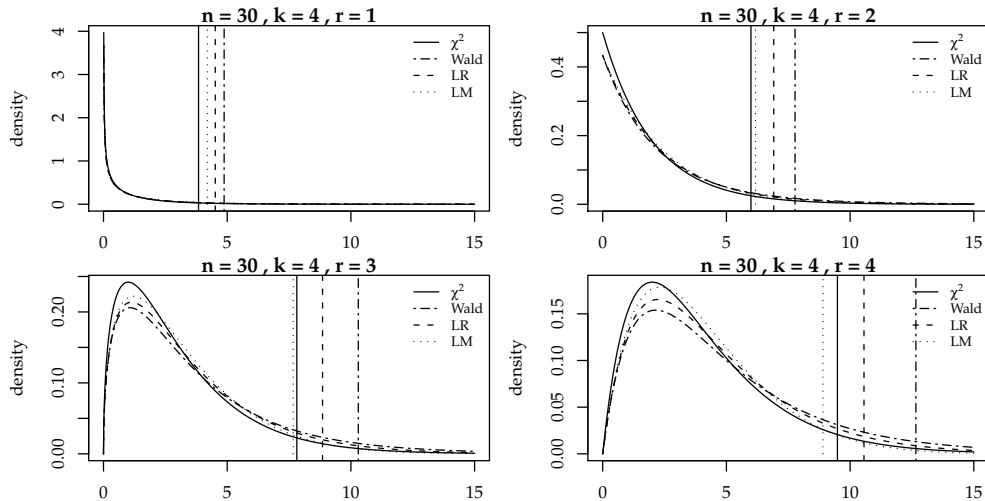 n = 30 , k = 4 , r = 1
density
0 1 2 3 4
0 5 10 15
χ²
Wald
LR
LM
n = 30 , k = 4 , r = 2
density
0.0 0.2 0.4
0 5 10 15
χ²
Wald
LR
LM
n = 30 , k = 4 , r = 3
density
0.00 0.10 0.20
0 5 10 15
χ²
Wald
LR
LM
n = 30 , k = 4 , r = 4
density
0.00 0.05 0.10 0.15
0 5 10 15
χ²
Wald
LR
LM